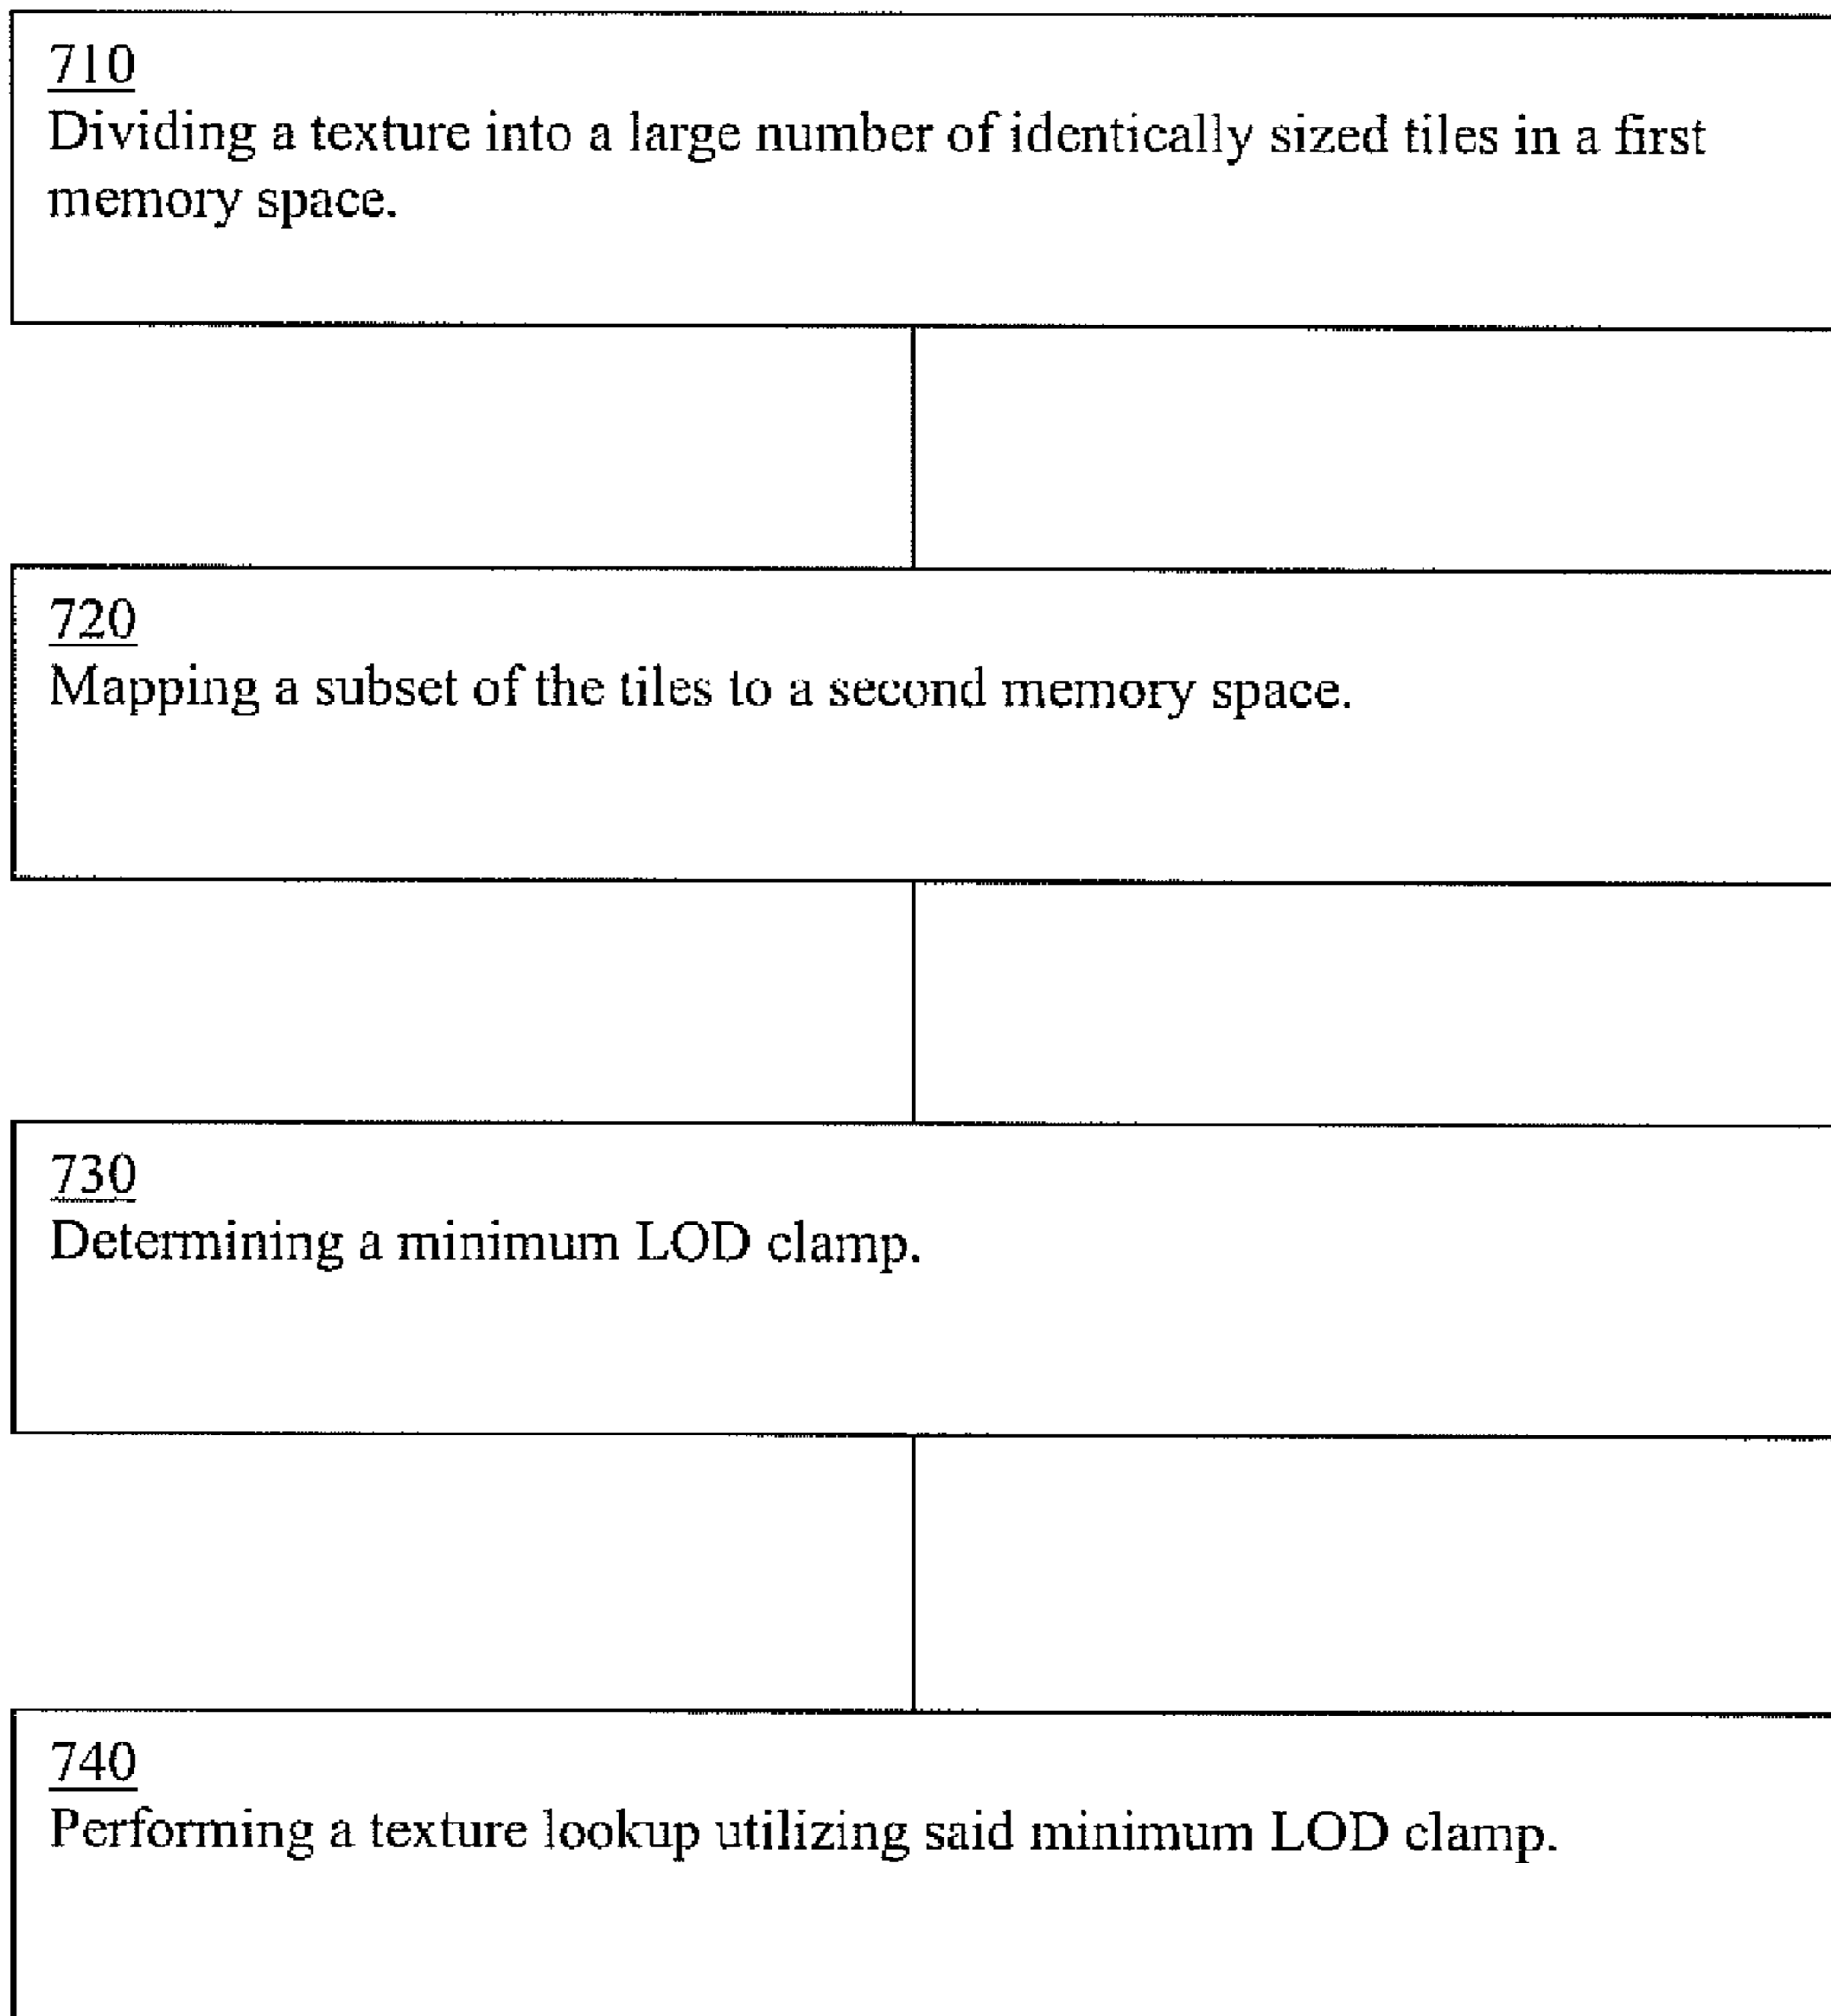 710
Dividing a texture into a large number of identically sized tiles in a first
memory space.
720
Mapping a subset of the tiles to a second memory space.
730
Determining a minimum LOD clamp.
740
Performing a texture lookup utilizing said minimum LOD clamp.